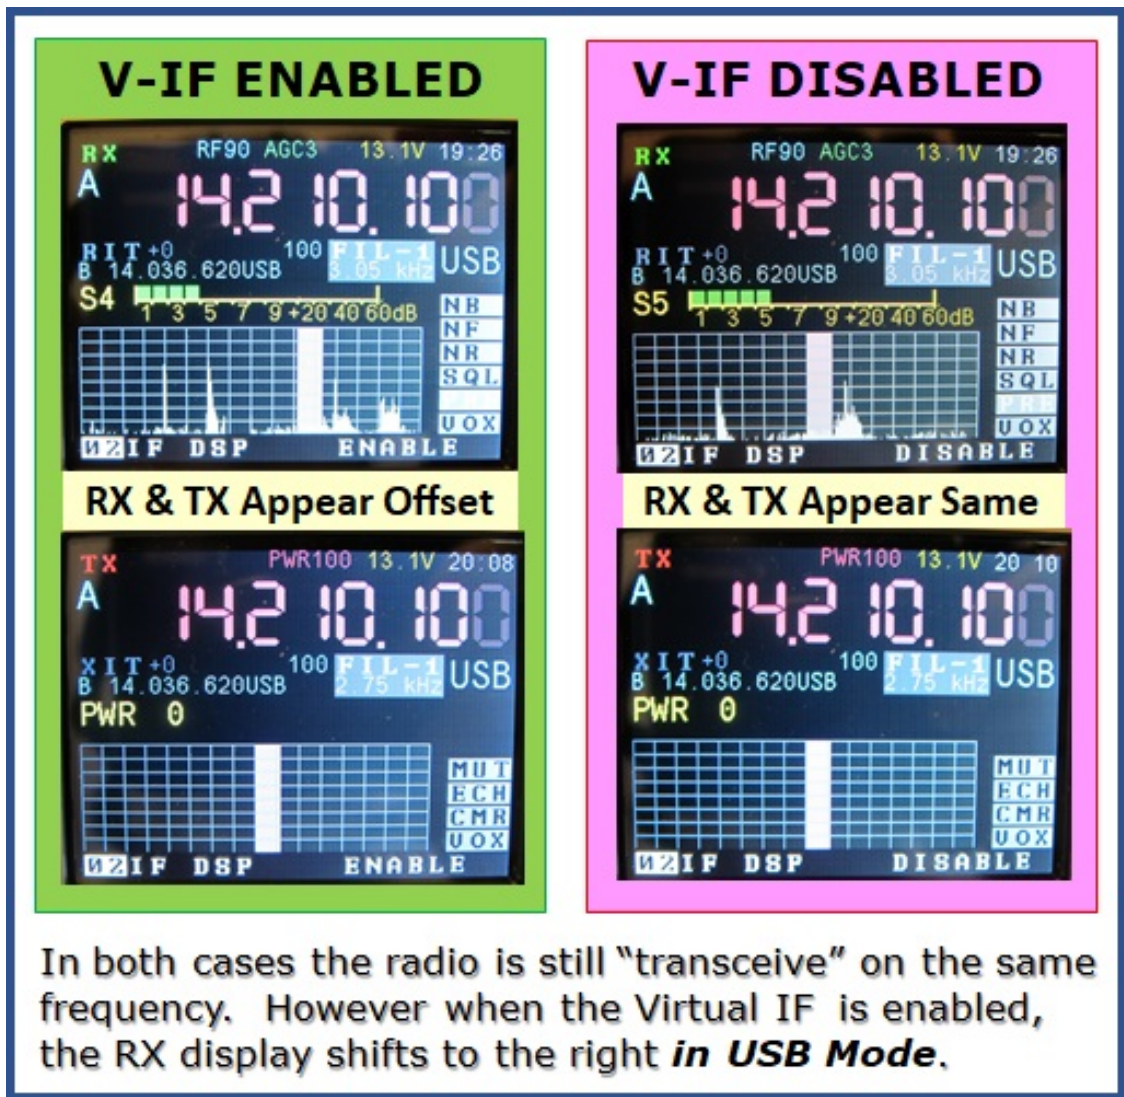 V-IF ENABLED
RX RF90 AGC3 13.1V 19:26
A 14.210.100
RIT+0 100 FIL-1 USB
B 14.036.620USB 3.05 kHz
S4
1 3 5 7 9 +20 40 60dB
NB
NF
NR
SQL
VOX
02IF DSP ENABLE
RX & TX Appear Offset
TX PWR100 13.1V 20:08
A 14.210.100
XIT+0 100 FIL-1 USB
B 14.036.620USB 2.75 kHz
PWR 0
MUT
ECH
CMR
VOX
02IF DSP ENABLE
V-IF DISABLED
RX RF90 AGC3 13.1V 19:26
A 14.210.100
RIT+0 100 FIL-1 USB
B 14.036.620USB 3.05 kHz
S5
1 3 5 7 9 +20 40 60dB
NB
NF
NR
SQL
PRE
VOX
02IF DSP DISABLE
RX & TX Appear Same
TX PWR100 13.1V 20 10
A 14.210.100
XIT+0 100 FIL-1 USB
B 14.036.620USB 2.75 kHz
PWR 0
MUT
ECH
CMR
VOX
02IF DSP DISABLE
In both cases the radio is still “transceive” on the same
frequency. However when the Virtual IF is enabled,
the RX display shifts to the right in USB Mode.